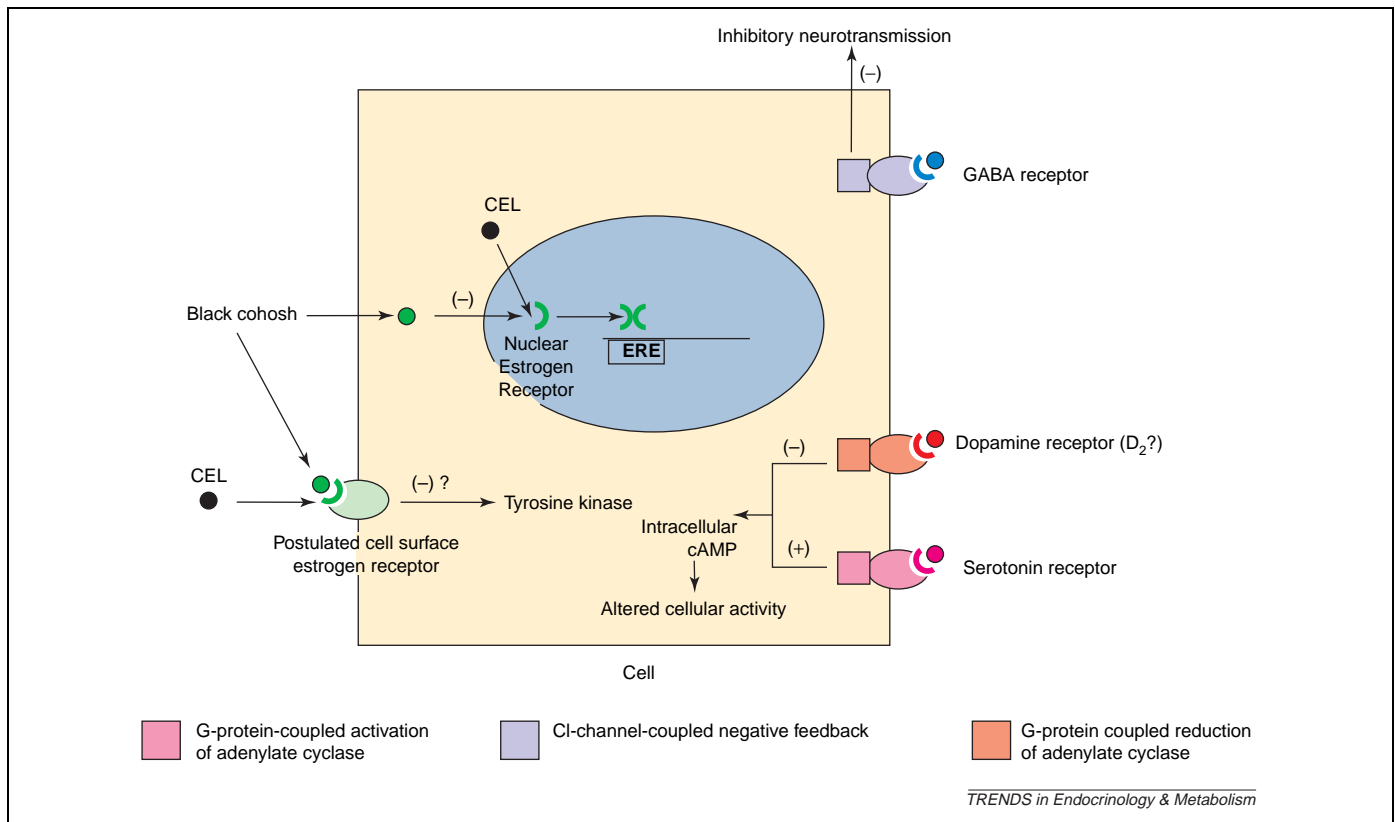 Inhibitory neurotransmission
(–)
GABA receptor
CEL
Black cohosh
(–)
Nuclear
Estrogen
Receptor
ERE
Dopamine receptor (D2?)
(–)
CEL
(–) ?
Tyrosine kinase
Intracellular
cAMP
(+)
Postulated cell surface
estrogen receptor
Serotonin receptor
Altered cellular activity
Cell
G-protein-coupled activation
of adenylate cyclase
Cl-channel-coupled negative feedback
G-protein coupled reduction
of adenylate cyclase
TRENDS in Endocrinology & Metabolism